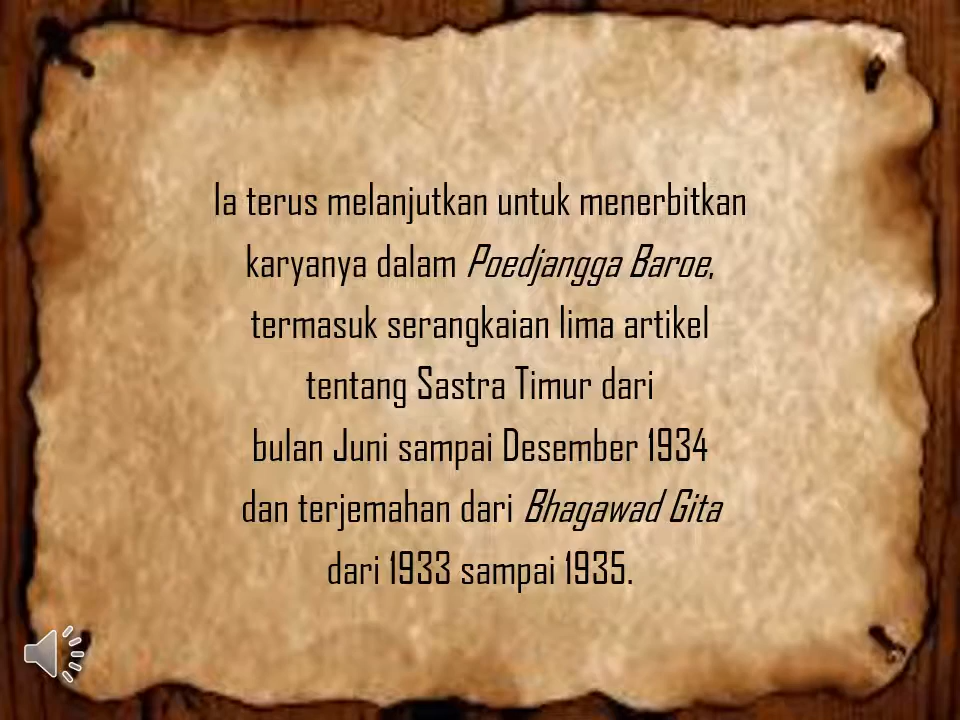 Ia terus melanjutkan untuk menerbitkan
karyanya dalam Poedjangga Baroe,
termasuk serangkaian lima artikel
tentang Sastra Timur dari
bulan Juni sampai Desember 1934
dan terjemahan dari Bhagawad Gita
dari 1933 sampai 1935.